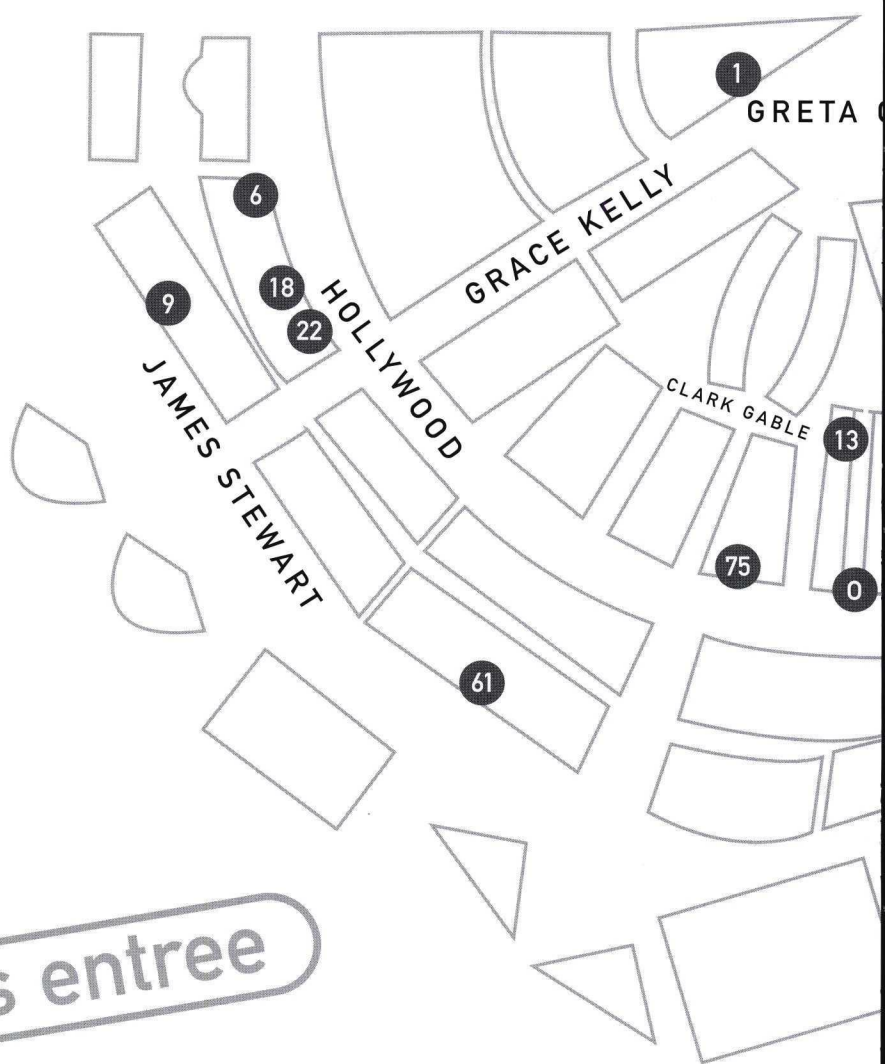 1
GRETA
6
GRACE KELLY
18
9
22
HOLLYWOOD
JAMES STEWART
CLARK GABLE
13
75
0
61
s entree